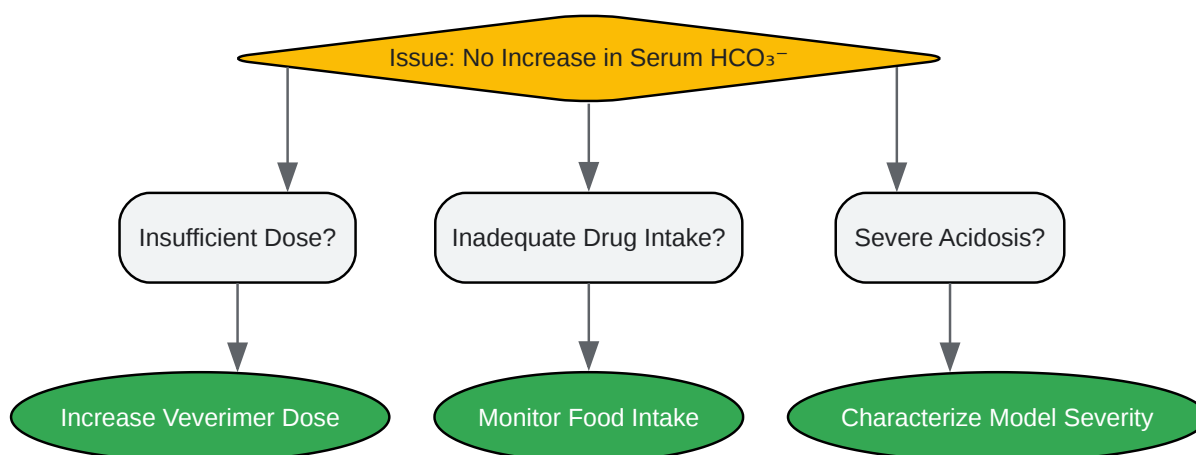 Issue: No Increase in Serum HCO₃⁻
Insufficient Dose?
Inadequate Drug Intake?
Severe Acidosis?
Increase Veverimer Dose
Monitor Food Intake
Characterize Model Severity